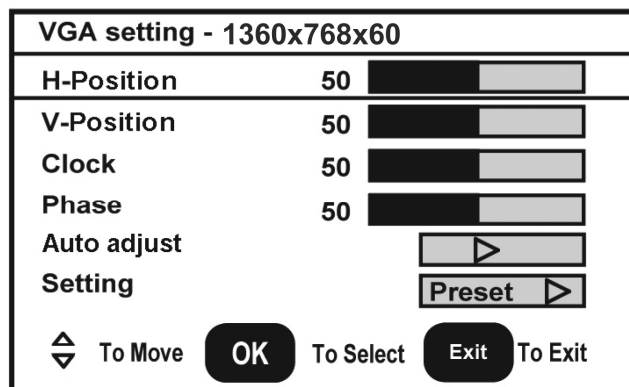 VGA setting - 1360x768x60
H-Position 50
V-Position 50
Clock 50
Phase 50
Auto adjust
Setting Preset
To Move OK To Select Exit To Exit